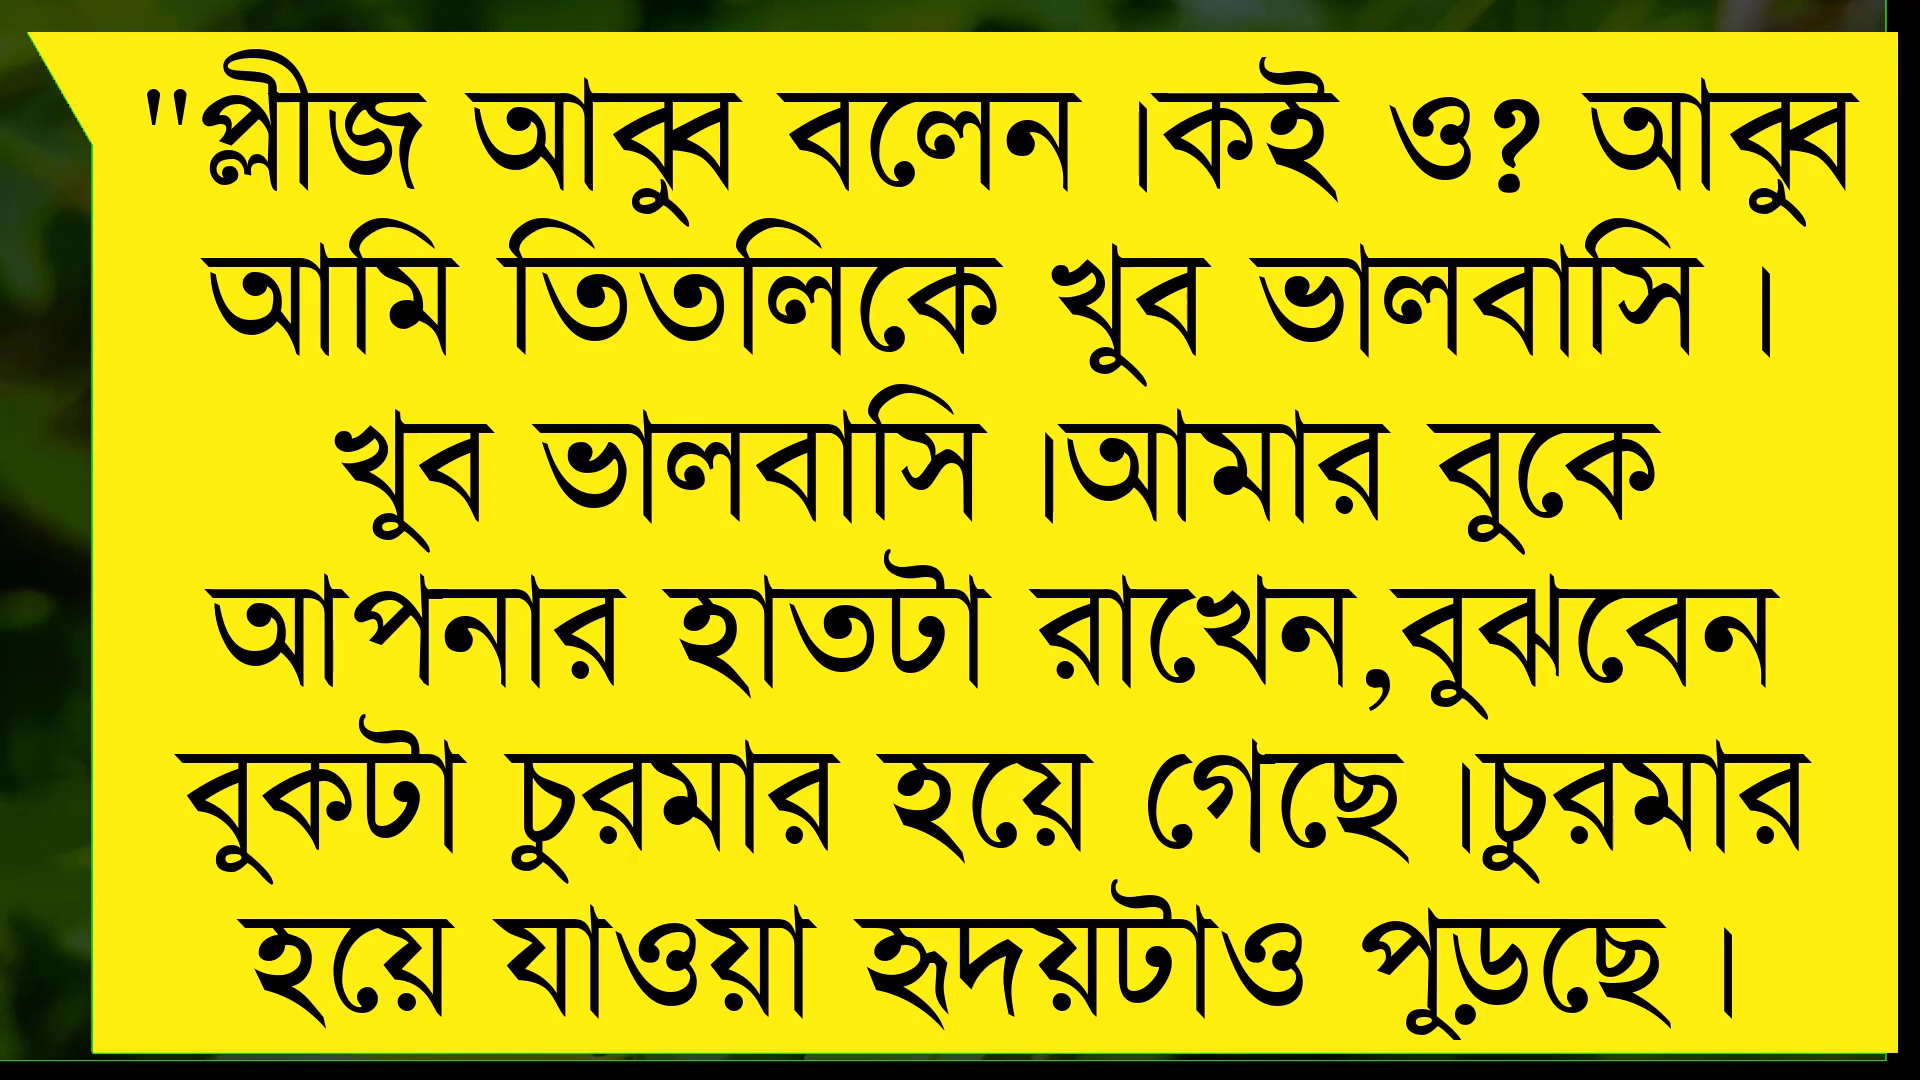 "প্লীজ আব্বু বলেন ।কই ও? আব্বু
আমি তিতলিকে খুব ভালবাসি ।
খুব ভালবাসি ।আমার বুকে
আপনার হাতটা রাখেন,বুঝবেন
বুকটা চুরমার হয়ে গেছে ।চুরমার
হয়ে যাওয়া হৃদয়টাও পুড়ছে ।